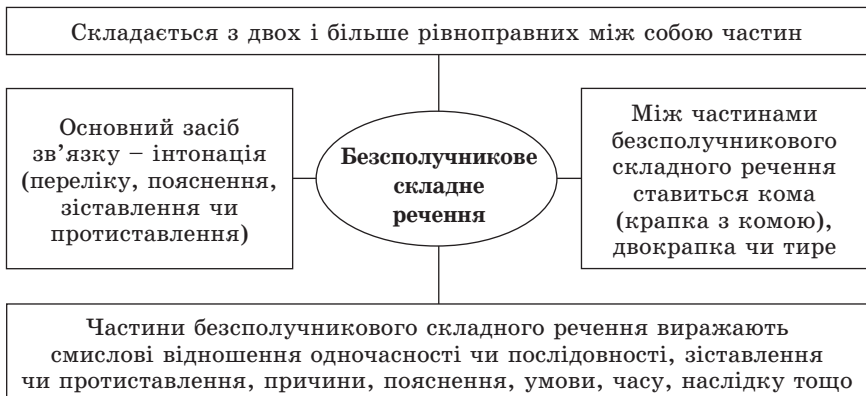 Складається з двох і більше рівноправних між собою частин
Основний засіб
зв’язку – інтонація
(переліку, пояснення,
зіставлення чи
протиставлення)
Безсполучникове
складне
речення
Між частинами
безсполучникового
складного речення
ставиться кома
(крапка з комою),
двокрапка чи тире
Частини безсполучникового складного речення виражають
смислові відношення одночасності чи послідовності, зіставлення
чи протиставлення, причини, пояснення, умови, часу, наслідку тощо